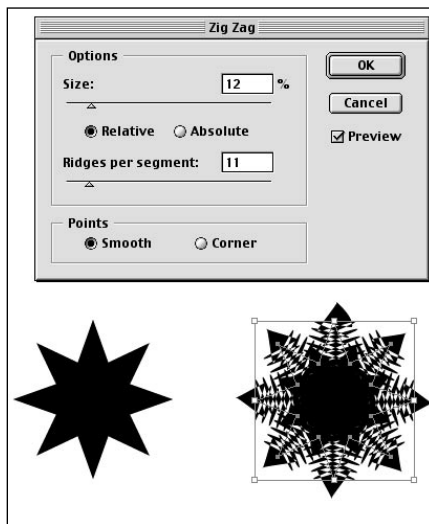 Zig Zag
Options
Size: 12 %
Relative Absolute
Ridges per segment: 11
Points
Smooth Corner
OK
Cancel
Preview